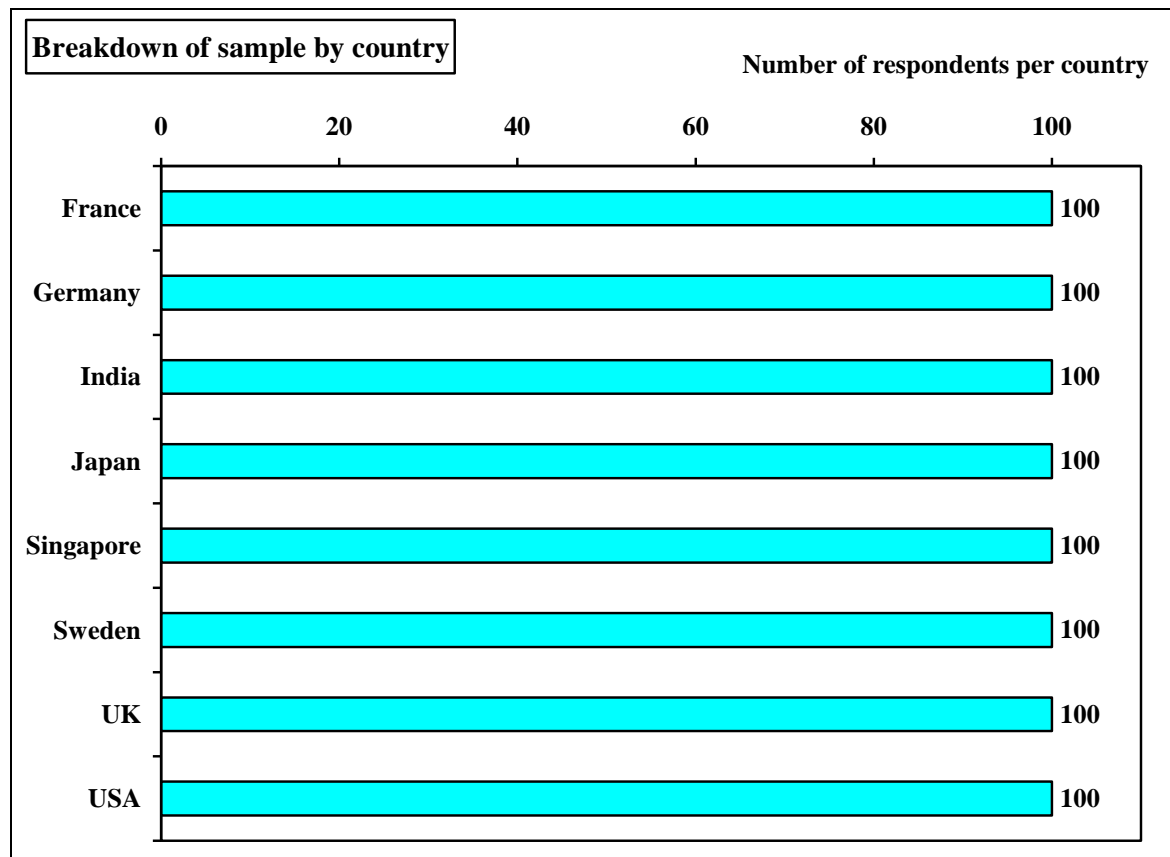 Breakdown of sample by country
Number of respondents per country
0 20 40 60 80 100
France 100
Germany 100
India 100
Japan 100
Singapore 100
Sweden 100
UK 100
USA 100